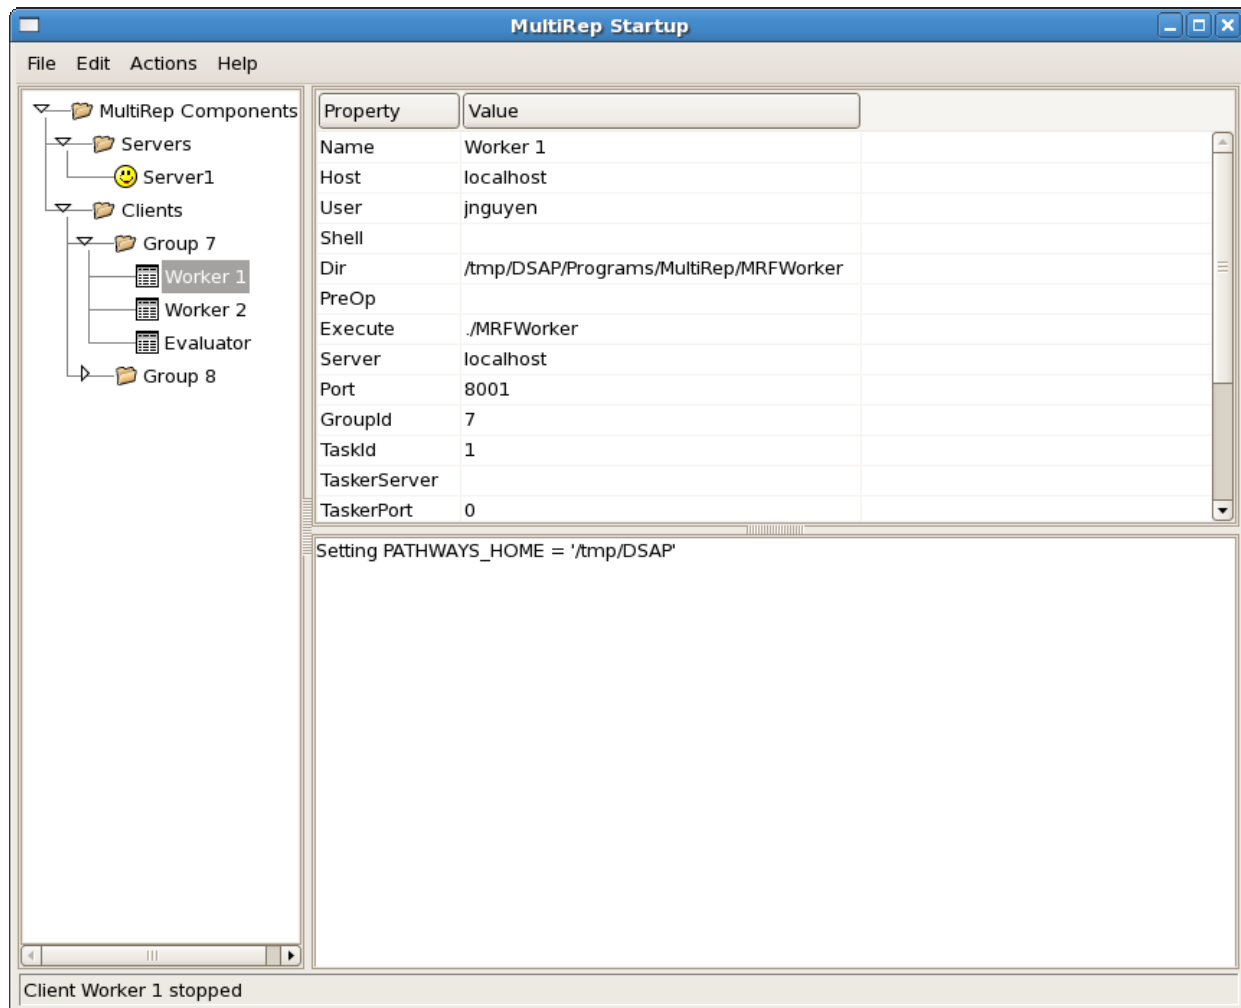 MultiRep Startup
File Edit Actions Help
MultiRep Components
Servers
Server1
Clients
Group 7
Worker 1
Worker 2
Evaluator
Group 8
Property Value
Name Worker 1
Host localhost
User jnguyen
Shell
Dir /tmp/DSAP/Programs/MultiRep/MRFWorker
PreOp
Execute ./MRFWorker
Server localhost
Port 8001
GroupId 7
TaskId 1
TaskerServer
TaskerPort 0
Setting PATHWAYS_HOME = '/tmp/DSAP'
Client Worker 1 stopped